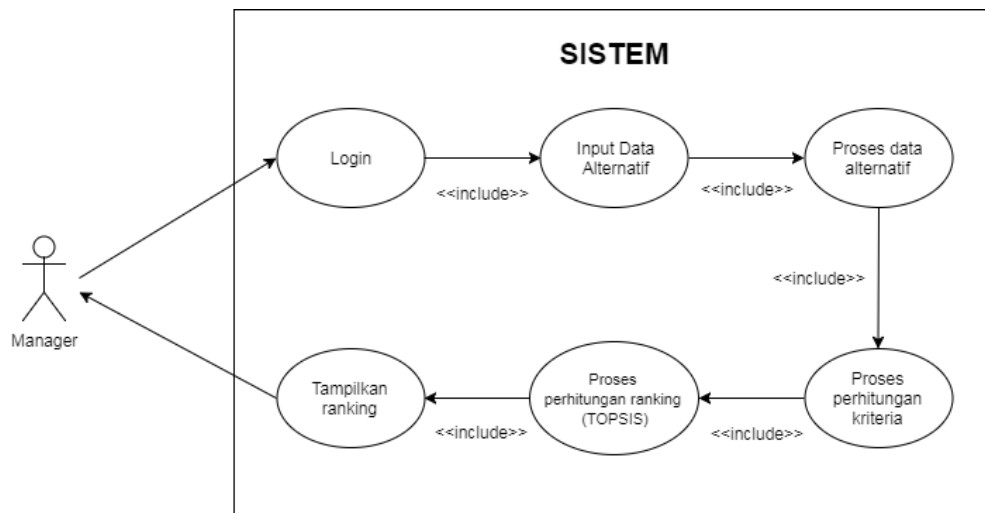 SISTEM
Login
<<include>>
Input Data
Alternatif
<<include>>
Proses data
alternatif
<<include>>
Manager
Tampilkan
ranking
<<include>>
Proses
perhitungan ranking
(TOPSIS)
<<include>>
Proses
perhitungan
kriteria